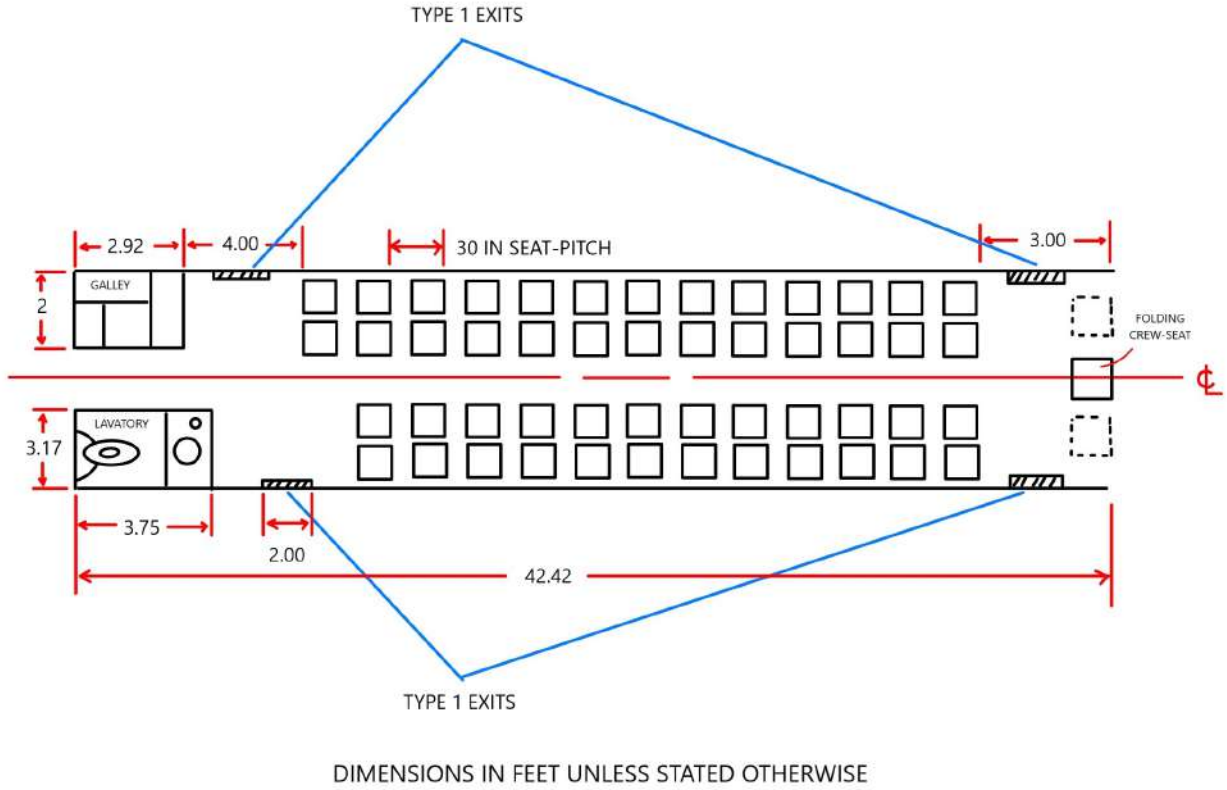 TYPE 1 EXITS
2.92
4.00
30 IN SEAT-PITCH
3.00
GALLEY
2
FOLDING
CREW-SEAT
℄
LAVATORY
3.17
3.75
2.00
42.42
TYPE 1 EXITS
DIMENSIONS IN FEET UNLESS STATED OTHERWISE